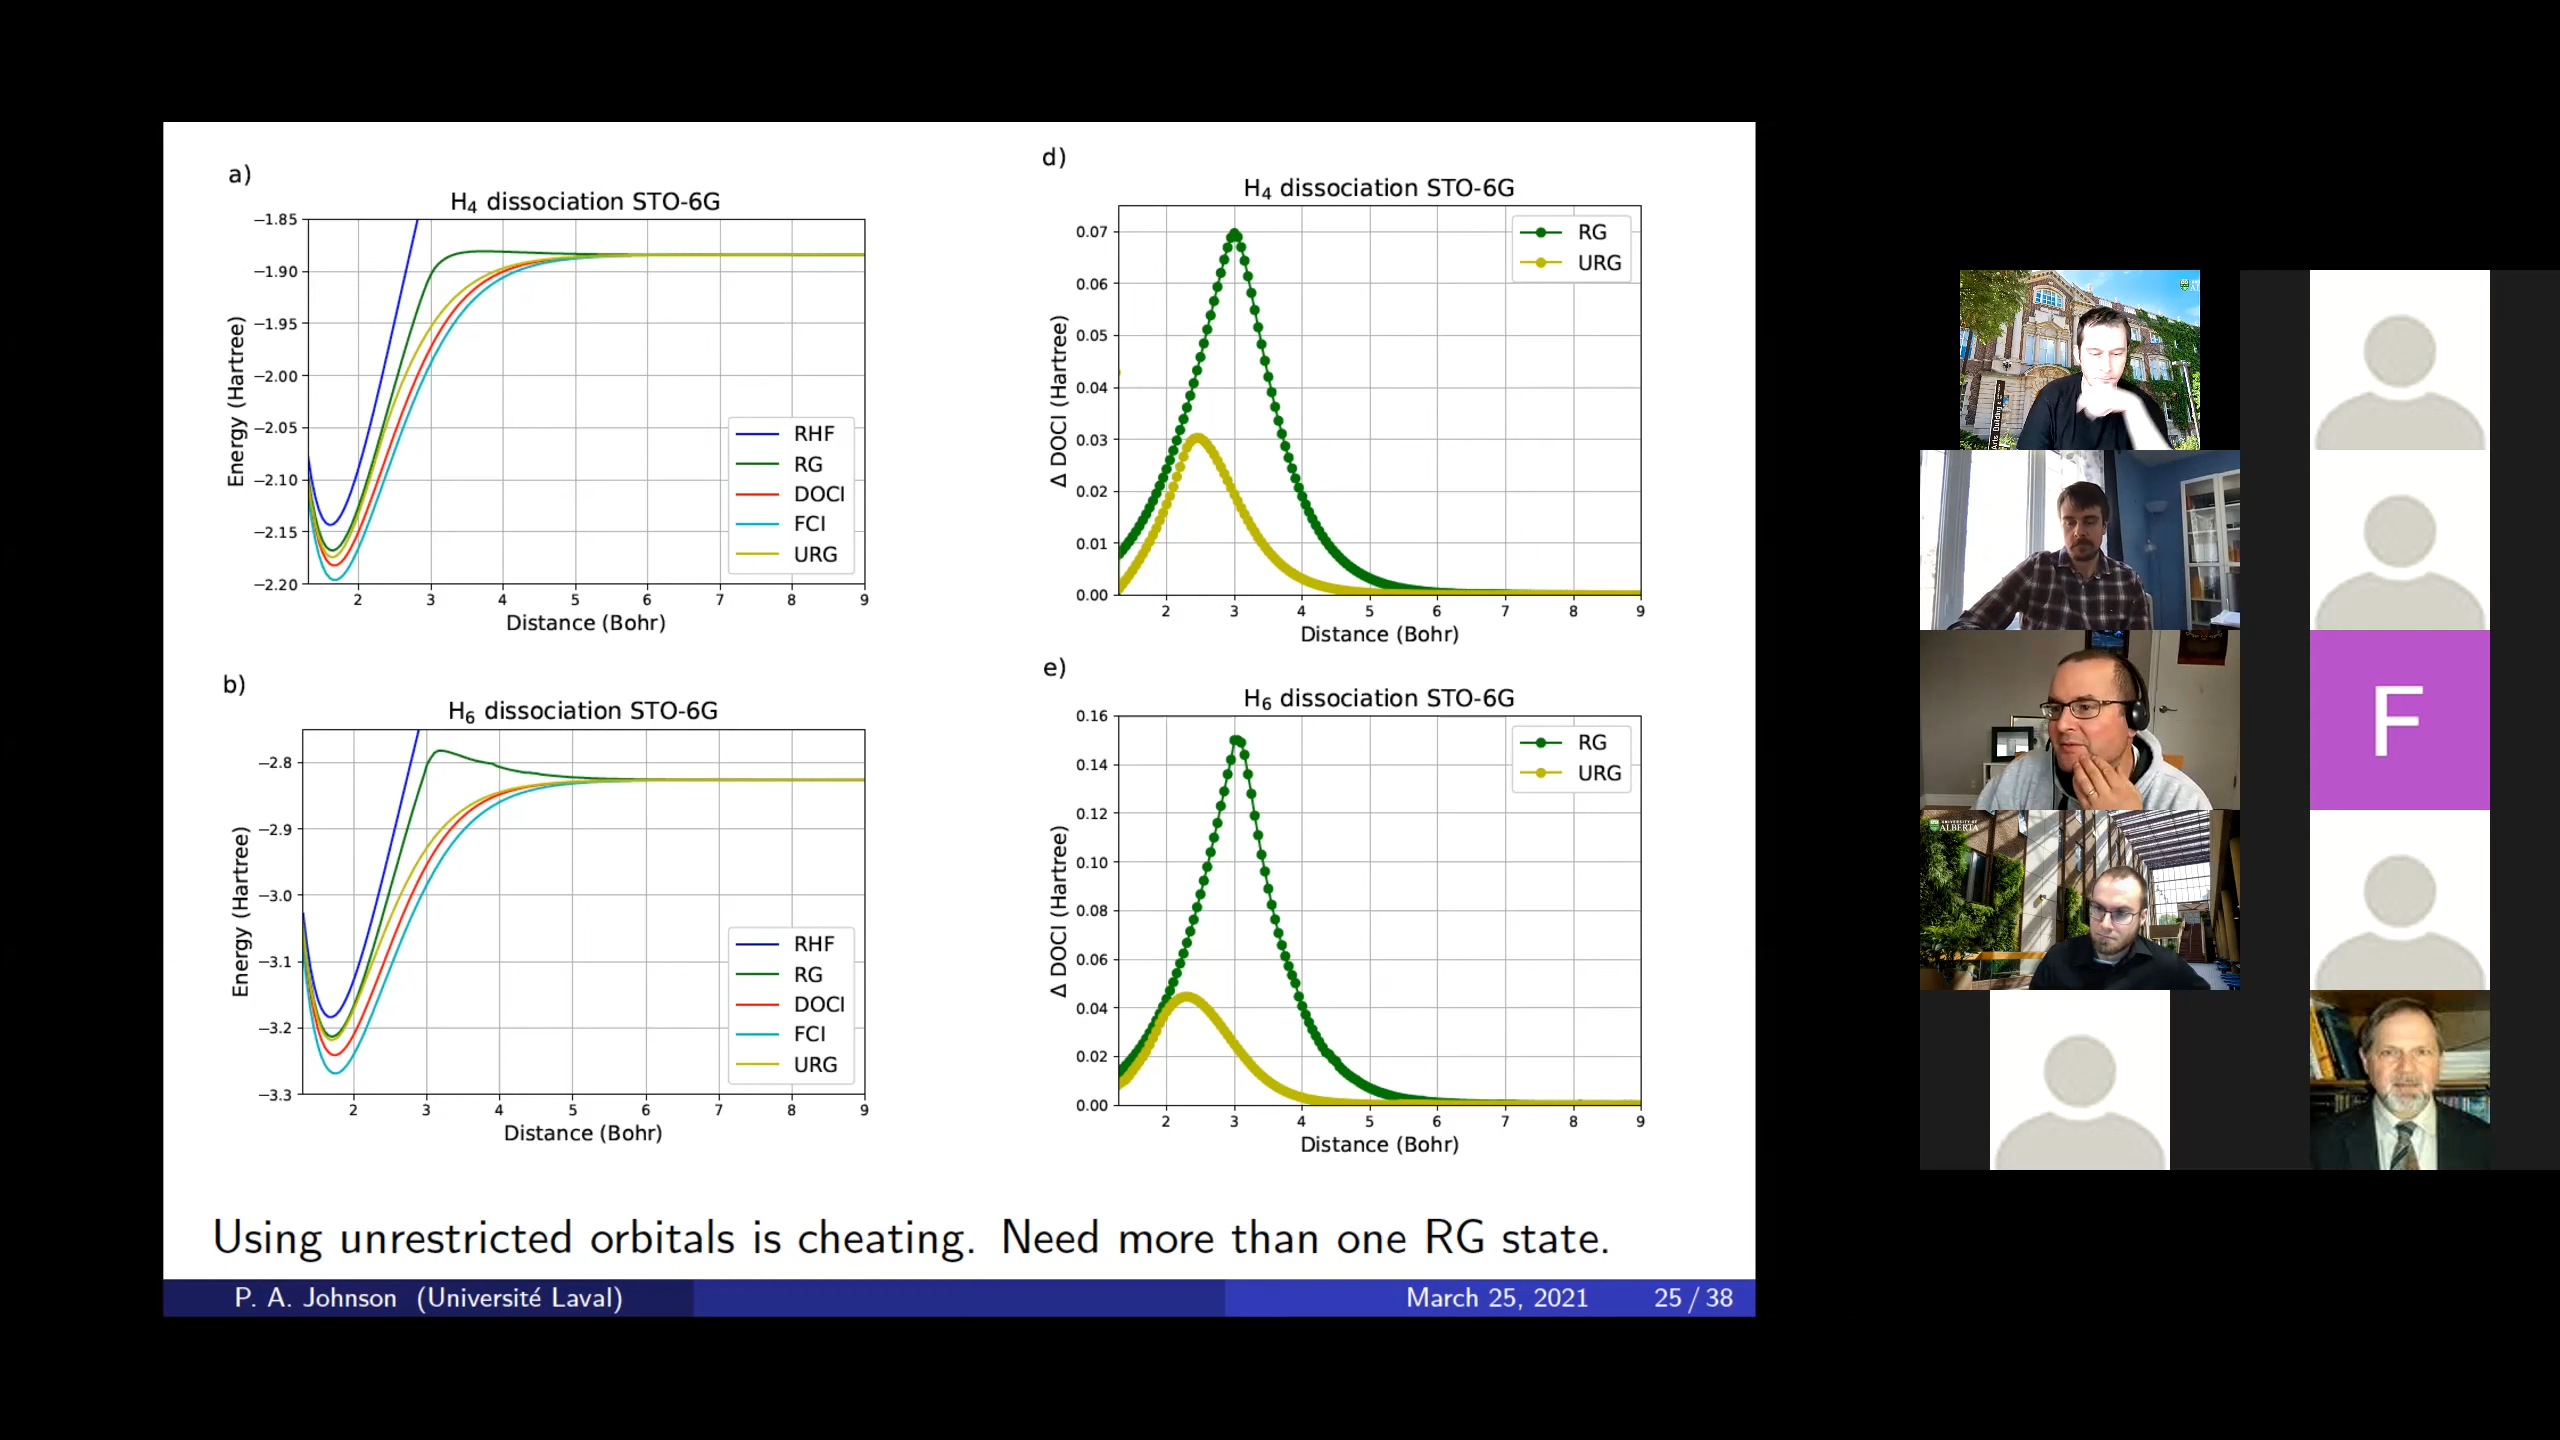 a)
H₄ dissociation STO-6G
−1.85
−1.90
−1.95
−2.00
−2.05
−2.10
−2.15
−2.20
Energy (Hartree)
RHF
RG
DOCI
FCI
URG
2 3 4 5 6 7 8 9
Distance (Bohr)
d)
H₄ dissociation STO-6G
0.07
0.06
0.05
0.04
0.03
0.02
0.01
0.00
Δ DOCI (Hartree)
RG
URG
2 3 4 5 6 7 8 9
Distance (Bohr)
b)
H₆ dissociation STO-6G
−2.8
−2.9
−3.0
−3.1
−3.2
−3.3
Energy (Hartree)
RHF
RG
DOCI
FCI
URG
2 3 4 5 6 7 8 9
Distance (Bohr)
e)
H₆ dissociation STO-6G
0.16
0.14
0.12
0.10
0.08
0.06
0.04
0.02
0.00
Δ DOCI (Hartree)
RG
URG
2 3 4 5 6 7 8 9
Distance (Bohr)
Using unrestricted orbitals is cheating. Need more than one RG state.
P. A. Johnson (Université Laval) March 25, 2021 25 / 38
F
UNIVERSITY OF
ALBERTA